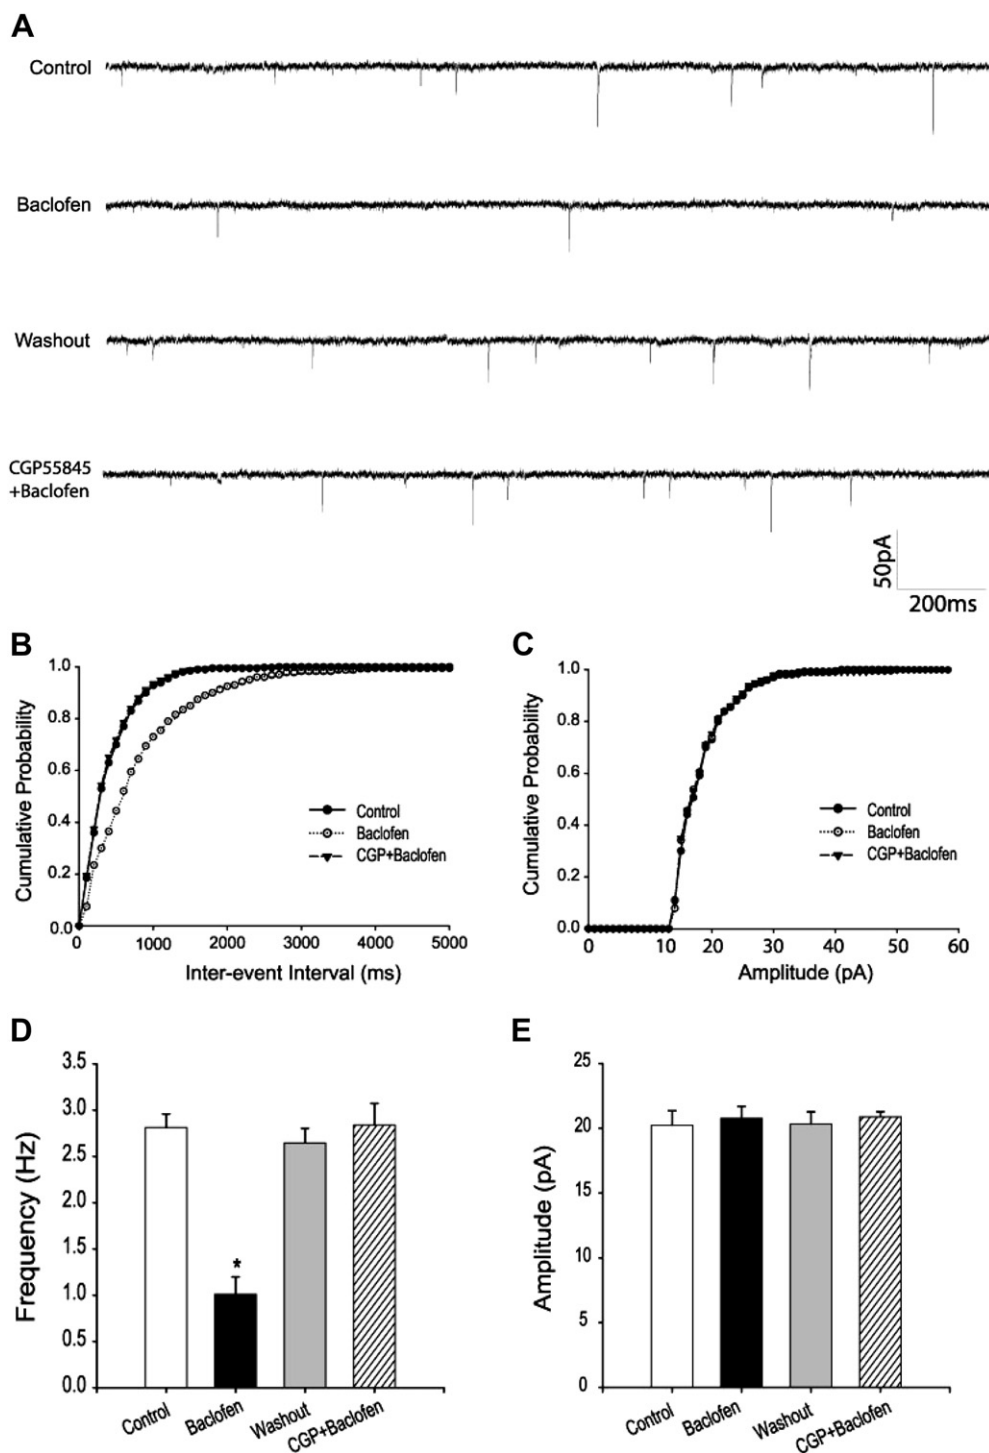 A
Control
Baclofen
Washout
CGP55845
+Baclofen
50pA
200ms
B
Cumulative Probability
1.0
0.8
0.6
0.4
0.2
0.0
0 1000 2000 3000 4000 5000
Inter-event Interval (ms)
Control
Baclofen
CGP+Baclofen
C
Cumulative Probability
1.0
0.8
0.6
0.4
0.2
0.0
0 10 20 30 40 50 60
Amplitude (pA)
Control
Baclofen
CGP+Baclofen
D
Frequency (Hz)
3.5
3.0
2.5
2.0
1.5
1.0
0.5
0.0
*
Control Baclofen Washout CGP+Baclofen
E
Amplitude (pA)
25
20
15
10
5
0
Control Baclofen Washout CGP+Baclofen